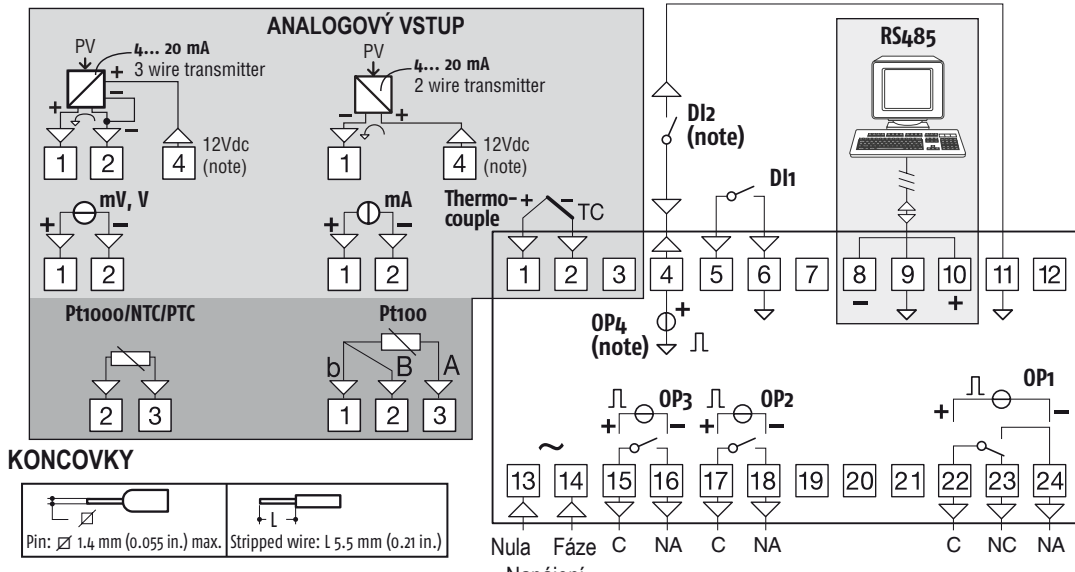 ANALOGOVÝ VSTUP
PV
4... 20 mA
3 wire transmitter
+
−
+
−
1 2 4
12Vdc
(note)
PV
4... 20 mA
2 wire transmitter
−
+
1 4
12Vdc
(note)
mV, V
+
−
1 2
mA
+
−
1 2
Thermo-
couple
+
−
TC
DI2
(note)
DI1
RS485
1 2 3 4 5 6 7 8 9 10 11 12
−
+
Pt1000/NTC/PTC
2 3
Pt100
b B A
1 2 3
OP4
(note)
+
OP3
+
−
OP2
+
−
OP1
+
−
~
13 14 15 16 17 18 19 20 21 22 23 24
Nula Fáze C NA C NA C NC NA
KONCOVKY
Pin: 1.4 mm (0.055 in.) max.
L
Stripped wire: L 5.5 mm (0.21 in.)